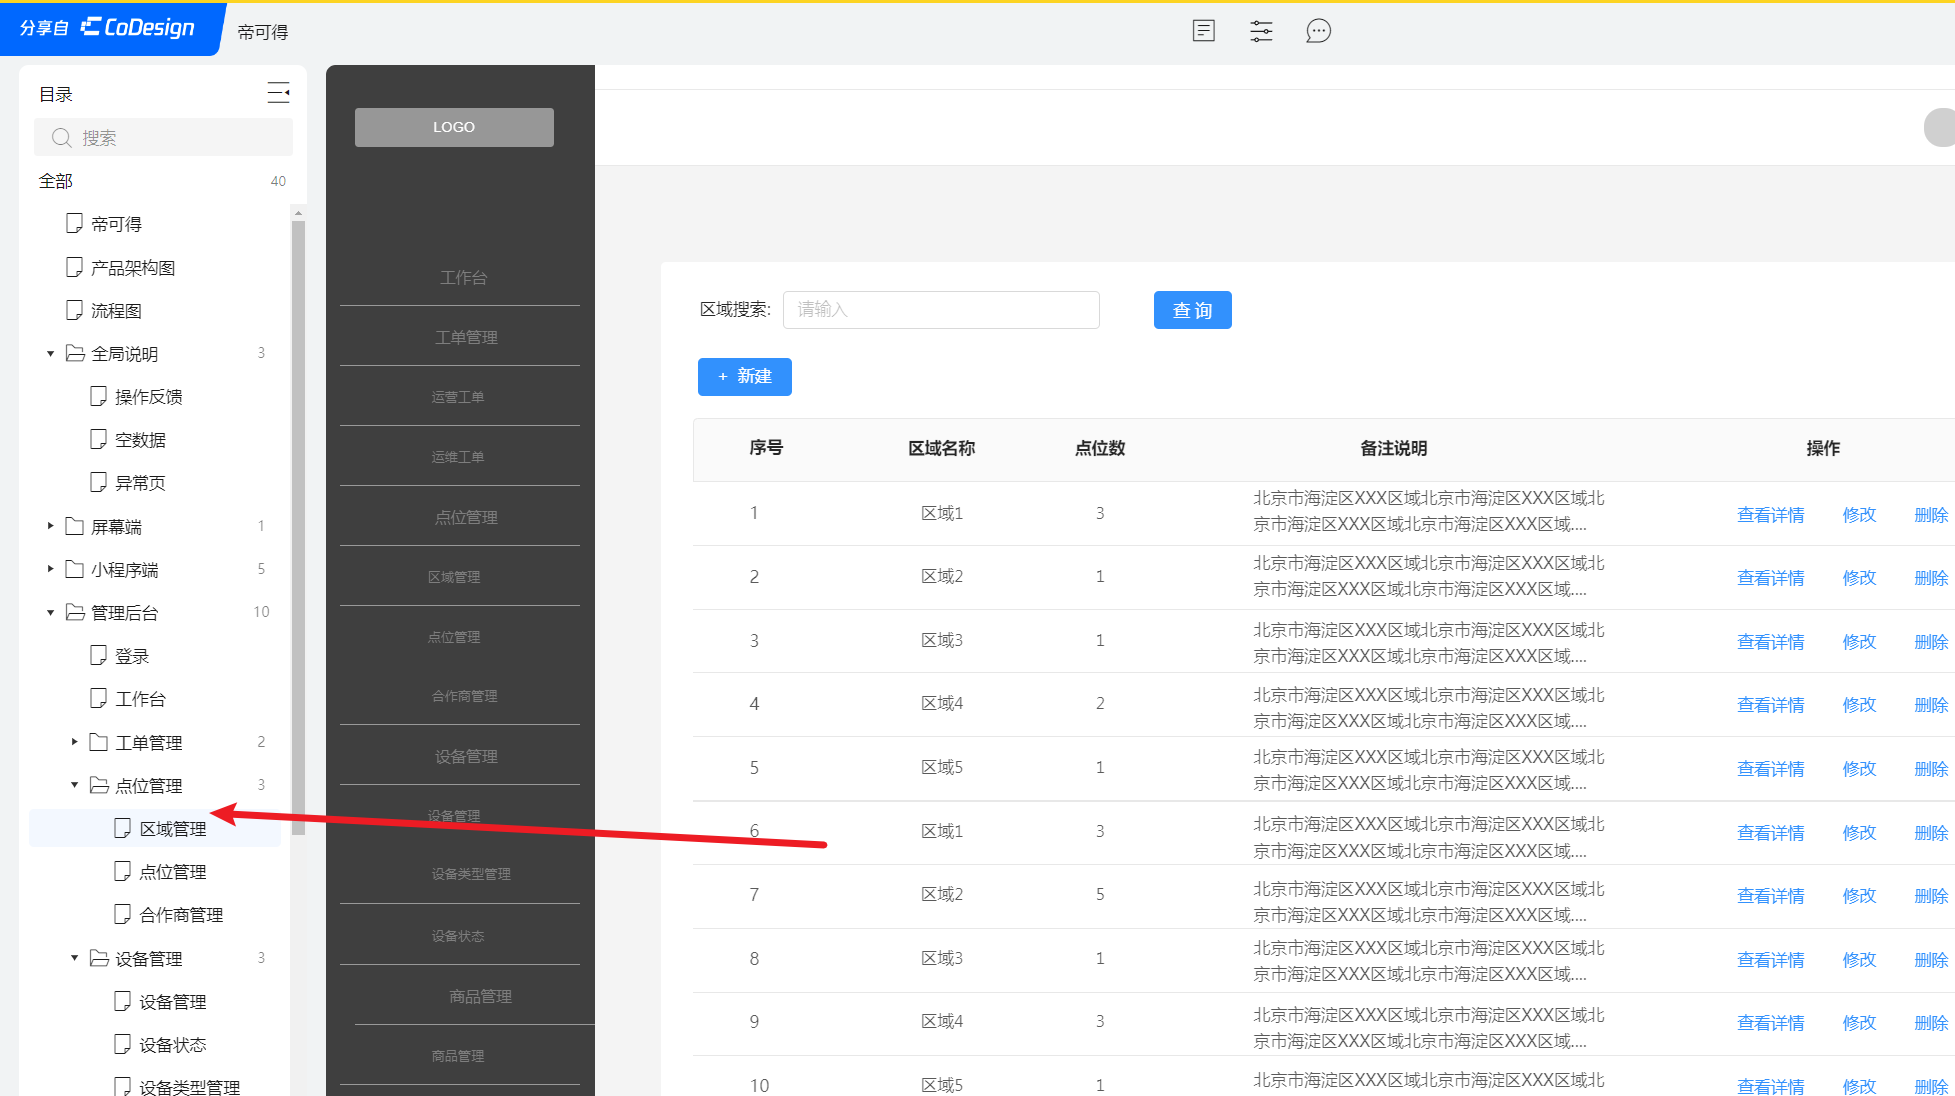 分享自 CoDesign
帝可得
目录
搜索
全部 40
帝可得
产品架构图
流程图
全局说明 3
操作反馈
空数据
异常页
屏幕端 1
小程序端 5
管理后台 10
登录
工作台
工单管理 2
点位管理 3
区域管理
点位管理
合作商管理
设备管理 3
设备管理
设备状态
设备类型管理
LOGO
工作台
工单管理
运营工单
运维工单
点位管理
区域管理
点位管理
合作商管理
设备管理
设备管理
设备类型管理
设备状态
商品管理
商品管理
区域搜索: 请输入 查 询
+ 新建
序号 区域名称 点位数 备注说明 操作
1 区域1 3 北京市海淀区XXX区域北京市海淀区XXX区域北
京市海淀区XXX区域北京市海淀区XXX区域.... 查看详情 修改 删除
2 区域2 1 北京市海淀区XXX区域北京市海淀区XXX区域北
京市海淀区XXX区域北京市海淀区XXX区域.... 查看详情 修改 删除
3 区域3 1 北京市海淀区XXX区域北京市海淀区XXX区域北
京市海淀区XXX区域北京市海淀区XXX区域.... 查看详情 修改 删除
4 区域4 2 北京市海淀区XXX区域北京市海淀区XXX区域北
京市海淀区XXX区域北京市海淀区XXX区域.... 查看详情 修改 删除
5 区域5 1 北京市海淀区XXX区域北京市海淀区XXX区域北
京市海淀区XXX区域北京市海淀区XXX区域.... 查看详情 修改 删除
6 区域1 3 北京市海淀区XXX区域北京市海淀区XXX区域北
京市海淀区XXX区域北京市海淀区XXX区域.... 查看详情 修改 删除
7 区域2 5 北京市海淀区XXX区域北京市海淀区XXX区域北
京市海淀区XXX区域北京市海淀区XXX区域.... 查看详情 修改 删除
8 区域3 1 北京市海淀区XXX区域北京市海淀区XXX区域北
京市海淀区XXX区域北京市海淀区XXX区域.... 查看详情 修改 删除
9 区域4 3 北京市海淀区XXX区域北京市海淀区XXX区域北
京市海淀区XXX区域北京市海淀区XXX区域.... 查看详情 修改 删除
10 区域5 1 北京市海淀区XXX区域北京市海淀区XXX区域北 查看详情 修改 删除